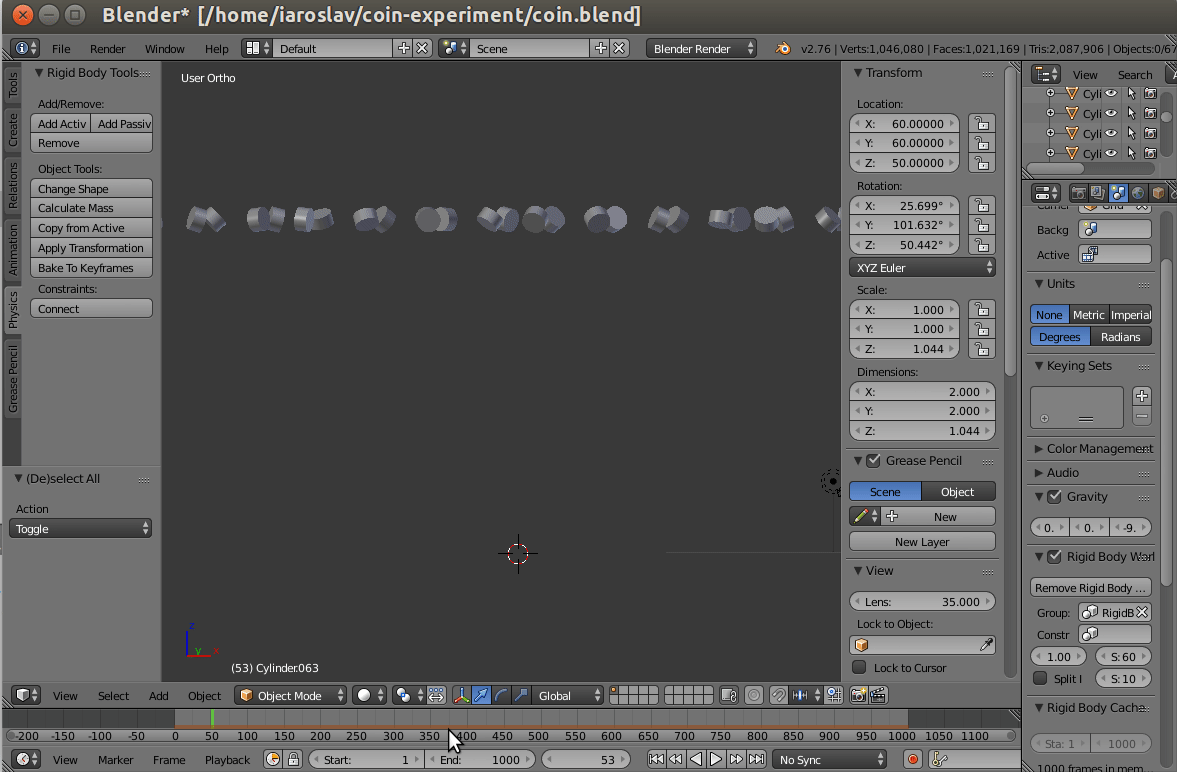 Blender* [/home/iaroslav/coin-experiment/coin.blend]
File Render Window Help Default Scene Blender Render v2.76 | Verts:1,067,080 | Faces:1,021,169 | Tris:2,087,906 | Objects:0/67
Tools
Create
Relations
Animation
Physics
Grease Pencil
Rigid Body Tools
Add/Remove:
Add Activ Add Passiv
Remove
Object Tools:
Change Shape
Calculate Mass
Copy from Active
Apply Transformation
Bake To Keyframes
Constraints:
Connect
(De)select All
Action
Toggle
User Ortho
z
y x
(53) Cylinder.063
Transform
Location:
X: 60.00000
Y: 60.00000
Z: 50.00000
Rotation:
X: 25.699°
Y: 101.632°
Z: 50.442°
XYZ Euler
Scale:
X: 1.000
Y: 1.000
Z: 1.044
Dimensions:
X: 2.000
Y: 2.000
Z: 1.044
Grease Pencil
Scene Object
New
New Layer
View
Lens: 35.000
Lock to Object:
Lock to Cursor
View Search
Cyli
Cyli
Cyli
Cyli
Backg
Active
Units
None Metric Imperial
Degrees Radians
Keying Sets
Color Management
Audio
Gravity
0. 0. -9.
Rigid Body Worl
Remove Rigid Body ...
Group: RigidB
Constr
1.00 S:60
Split I S:10
Rigid Body Cache
Sta: 1 1000
1000 frames in mem
View Select Add Object Object Mode Global
-200 -150 -100 -50 0 50 100 150 200 250 300 350 400 450 500 550 600 650 700 750 800 850 900 950 1000 1050 1100
View Marker Frame Playback Start: 1 End: 1000 53 No Sync